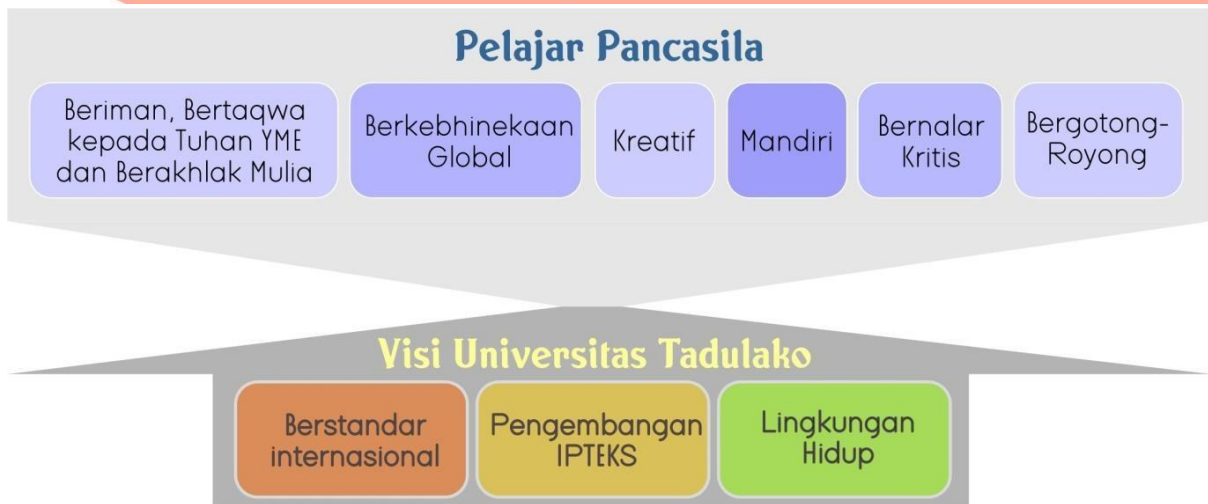 Pelajar Pancasila
Beriman, Bertaqwa
kepada Tuhan YME
dan Berakhlak Mulia
Berkebhinekaan
Global
Kreatif
Mandiri
Bernalar
Kritis
Bergotong-
Royong
Visi Universitas Tadulako
Berstandar
internasional
Pengembangan
IPTEKS
Lingkungan
Hidup